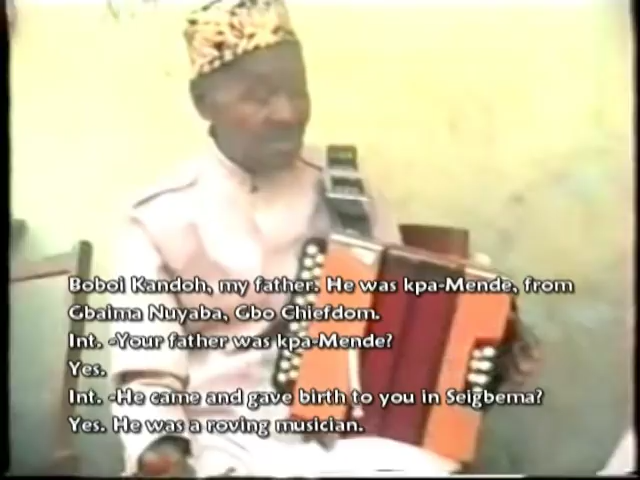 Boboi Kandoh, my father. He was kpa-Mende, from
Gbaima Nuyaba, Gbo Chiefdom.
Int. -Your father was kpa-Mende?
Yes.
Int. -He came and gave birth to you in Seigbema?
Yes. He was a roving musician.